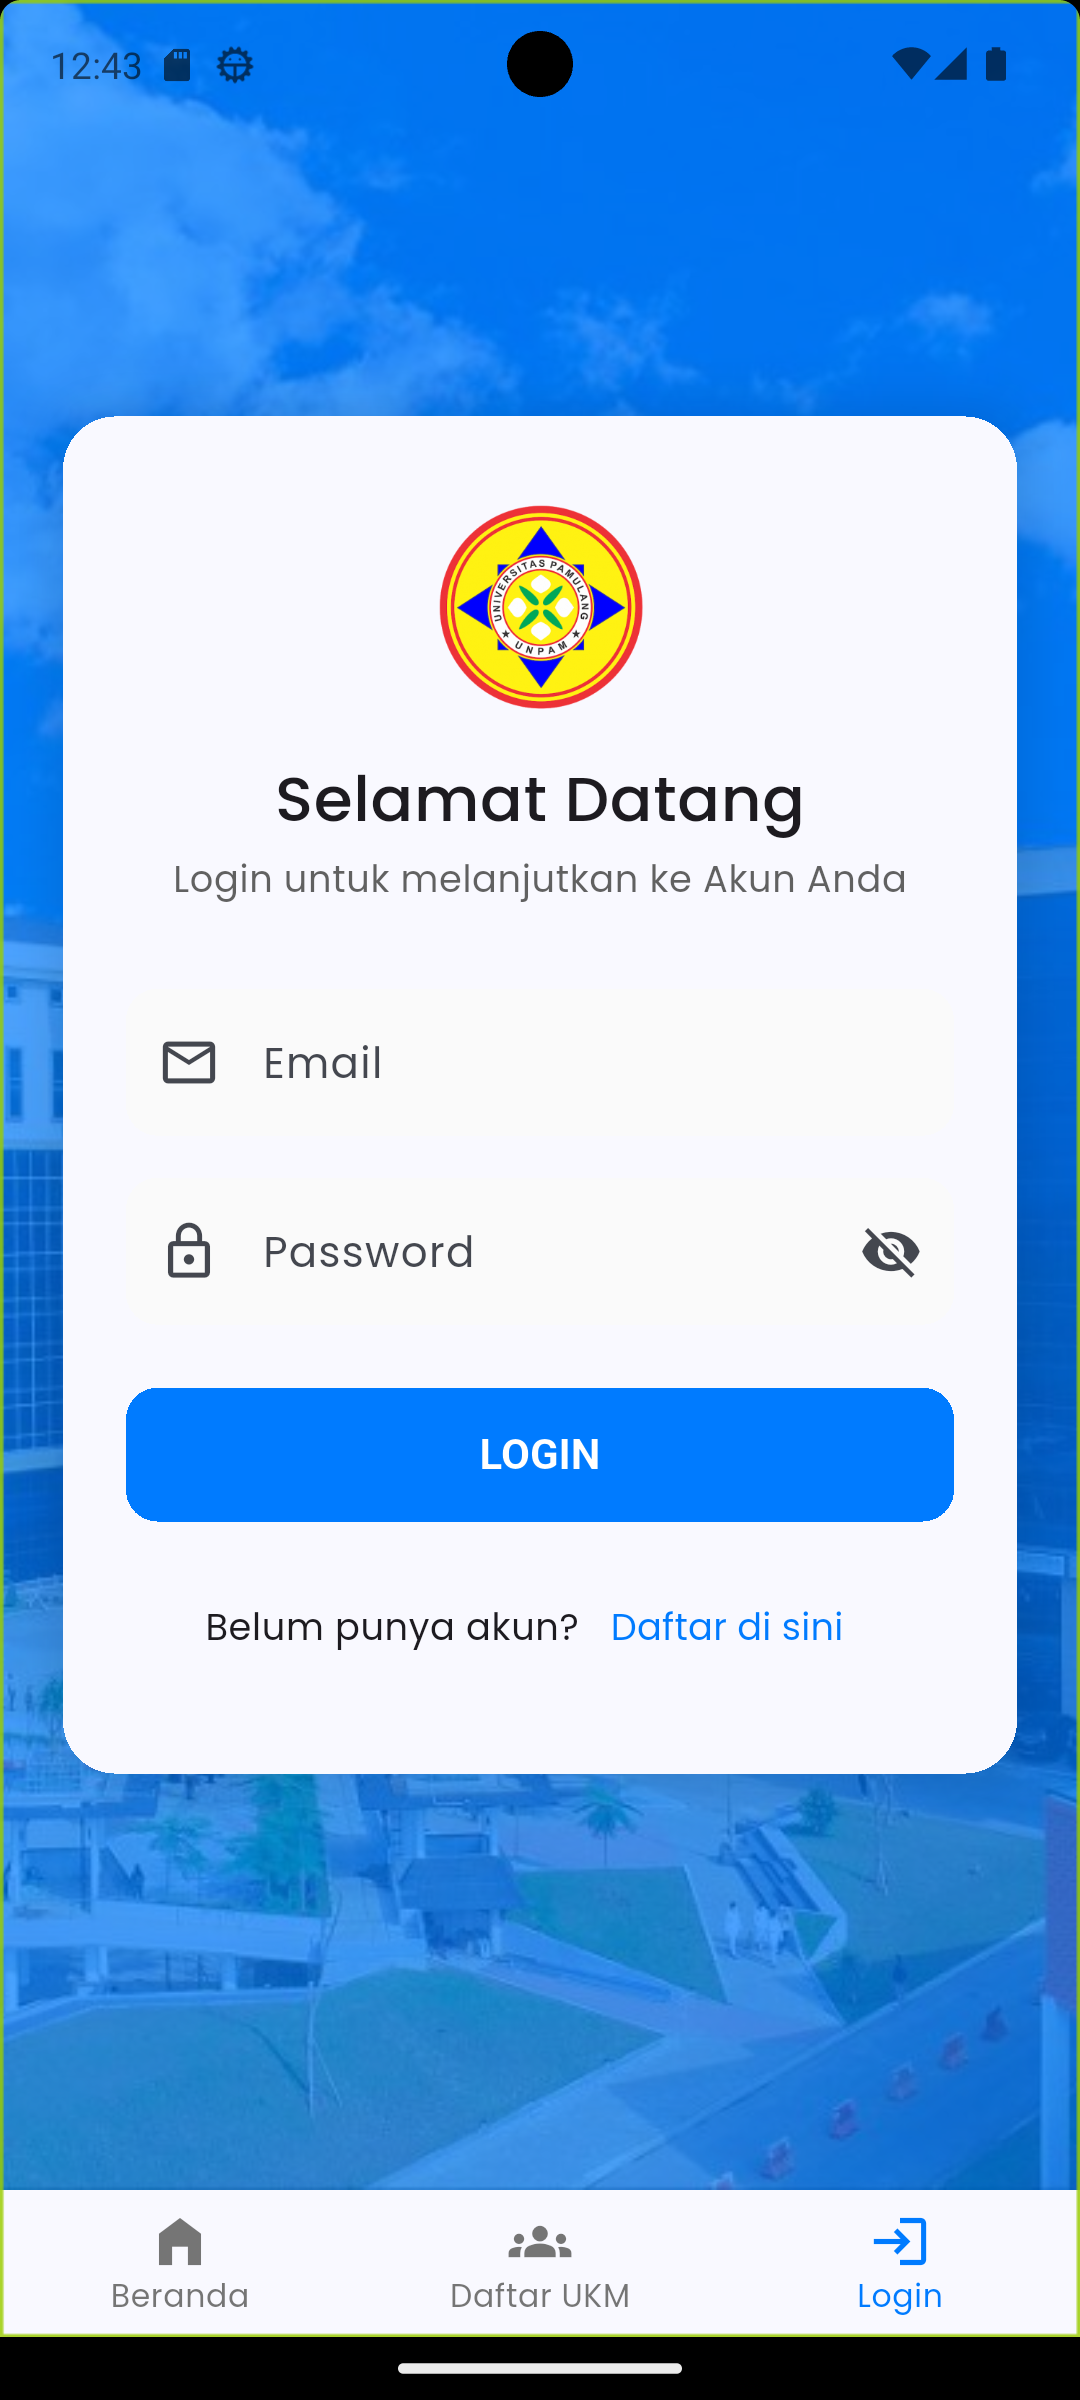 12:43
UNIVERSITAS PAMULANG
★ UNPAM ★
Selamat Datang
Login untuk melanjutkan ke Akun Anda
Email
Password
LOGIN
Belum punya akun? Daftar di sini
Beranda
Daftar UKM
Login